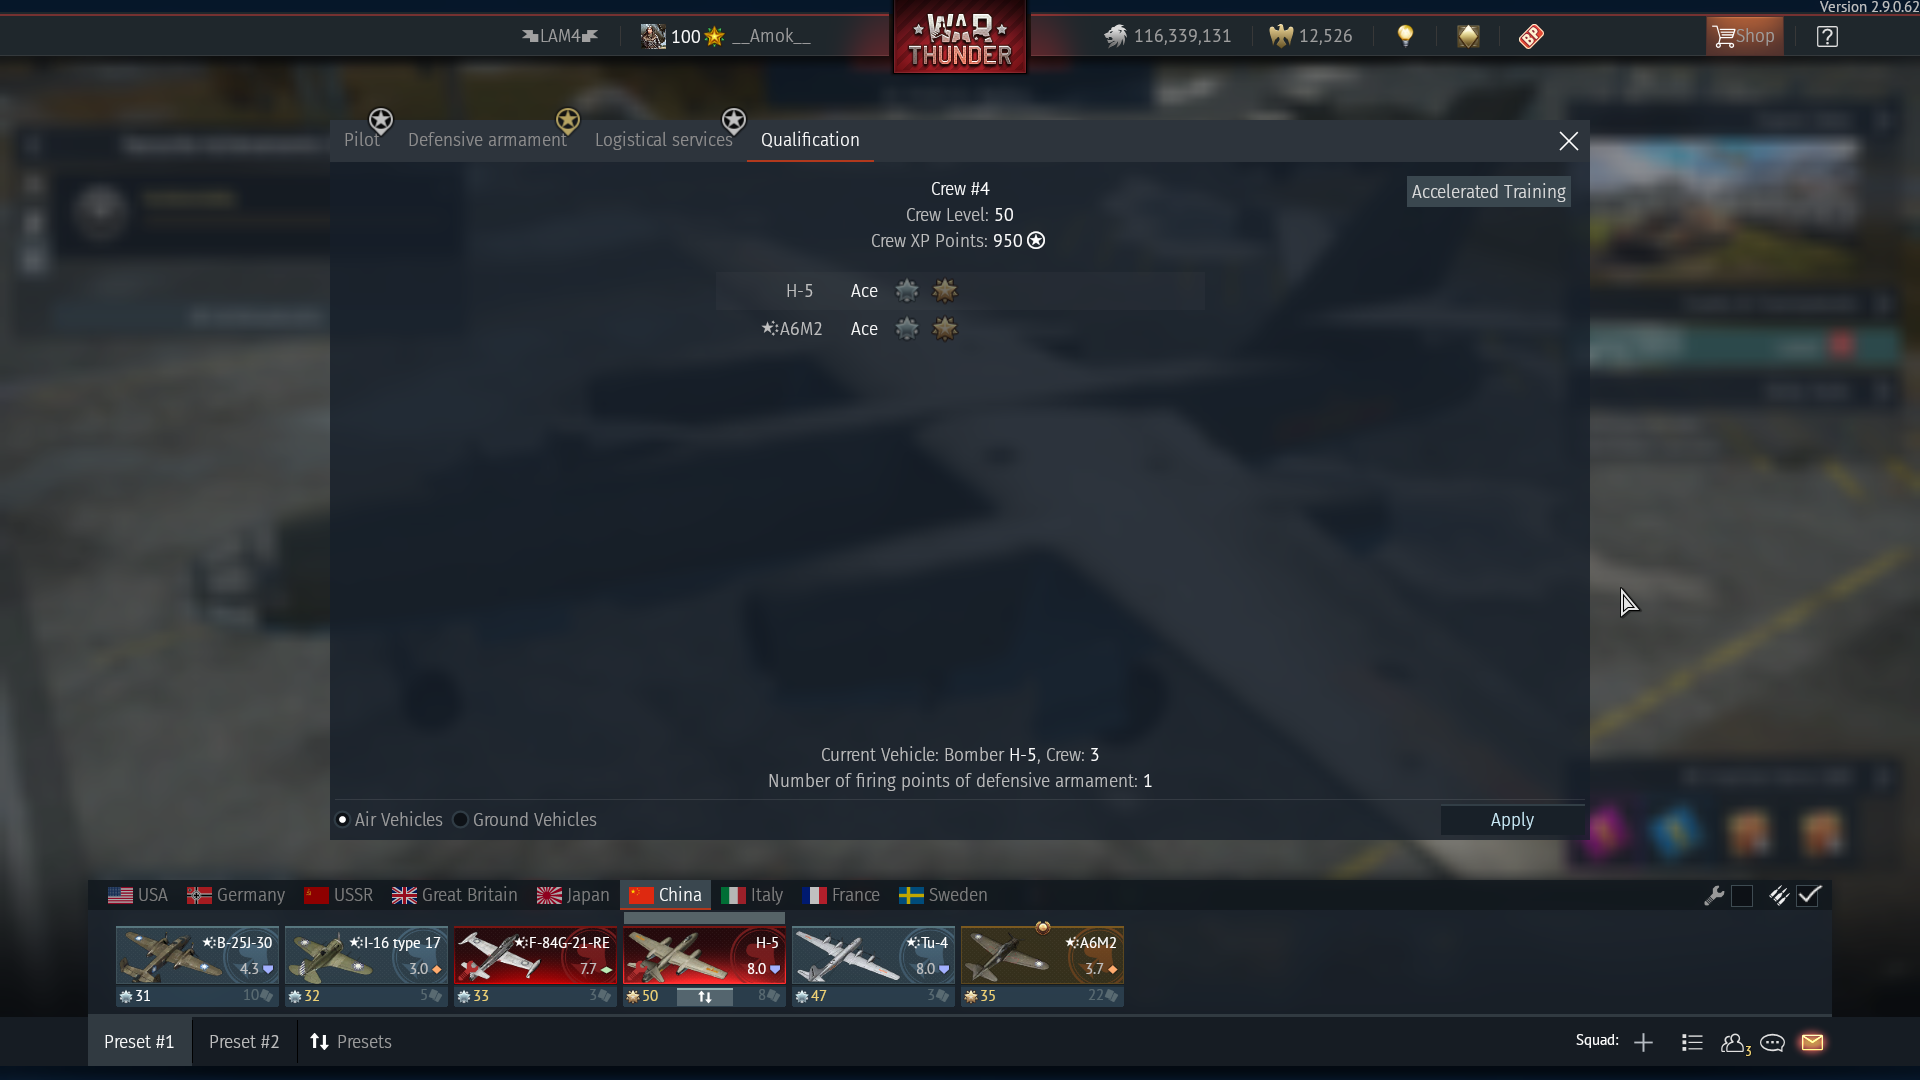 Version 2.9.0.62
LAM4
100 __Amok__
WAR THUNDER
116,339,131
12,526
BP
Shop
?
Pilot
Defensive armament
Logistical services
Qualification
Crew #4
Accelerated Training
Crew Level: 50
Crew XP Points: 950
H-5 Ace
A6M2 Ace
Current Vehicle: Bomber H-5, Crew: 3
Number of firing points of defensive armament: 1
Air Vehicles
Ground Vehicles
Apply
USA
Germany
USSR
Great Britain
Japan
China
Italy
France
Sweden
B-25J-30
4.3
31 10
I-16 type 17
3.0
32 5
F-84G-21-RE
7.7
33 3
H-5
8.0
50 8
Tu-4
8.0
47 3
A6M2
3.7
35 22
Preset #1
Preset #2
Presets
Squad:
3